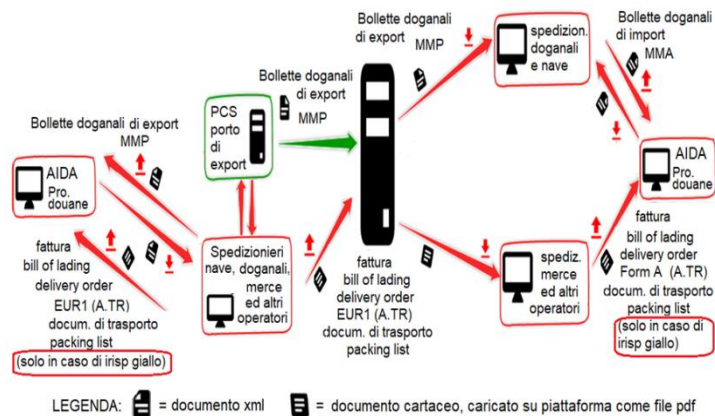 Bollette doganali
di export
MMP
spedizion.
doganali
e nave
Bollette doganali
di import
MMA
Bollette doganali
di export
MMP
PCS
porto
di
export
Bollette doganali di export
MMP
AIDA
Pro.
douane
AIDA
Pro.
douane
fattura
bill of lading
delivery order
EUR1 (A.TR)
docum. di trasporto
packing list
(solo in caso di irisp giallo)
Spedizionieri
nave, doganali,
merce
ed altri
operatori
fattura
bill of lading
delivery order
EUR1 (A.TR)
docum. di trasporto
packing list
spediz.
merce
ed altri
operatori
fattura
bill of lading
delivery order
Form A (A.TR)
docum. di trasporto
packing list
(solo in caso di
irisp giallo)
LEGENDA: = documento xml = documento cartaceo, caricato su piattaforma come file pdf